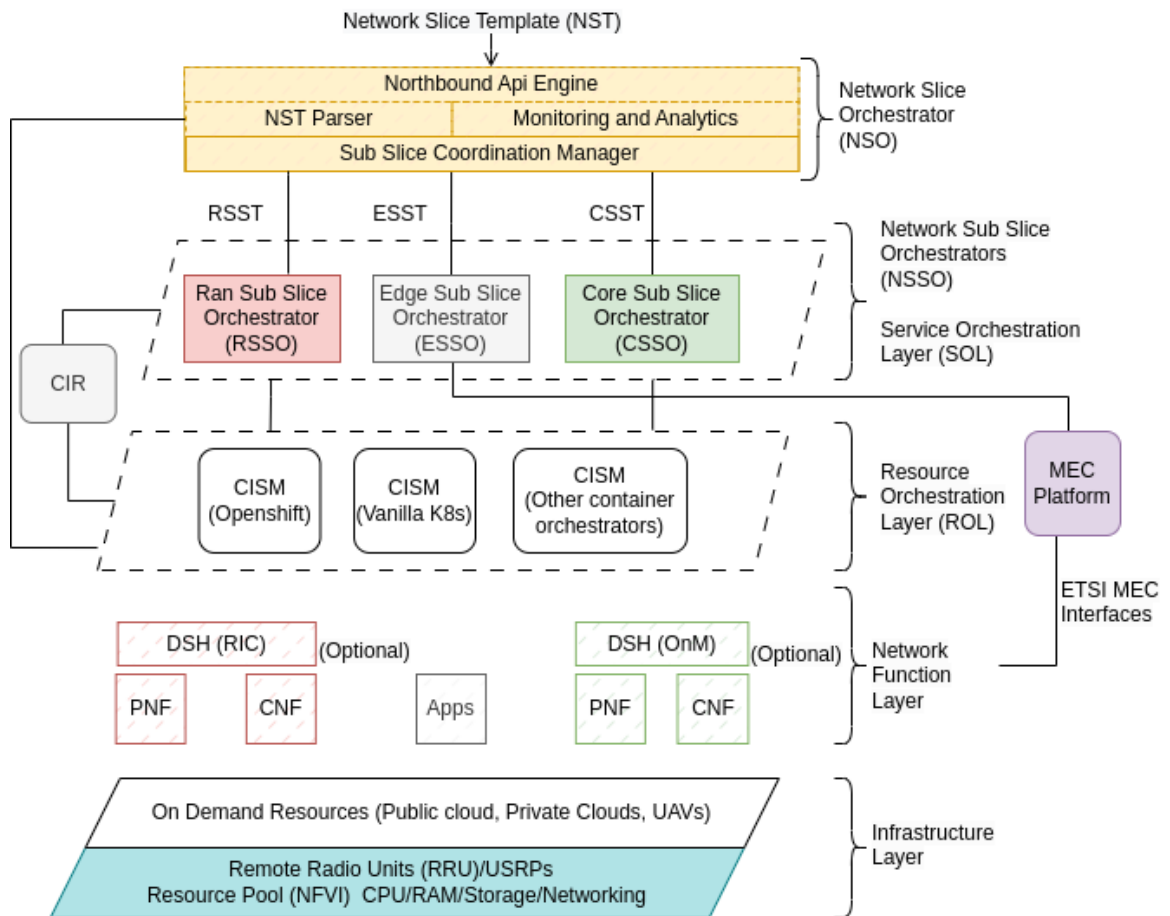 Network Slice Template (NST)
Northbound Api Engine
NST Parser
Monitoring and Analytics
Sub Slice Coordination Manager
Network Slice
Orchestrator
(NSO)
RSST
ESST
CSST
Ran Sub Slice
Orchestrator
(RSSO)
Edge Sub Slice
Orchestrator
(ESSO)
Core Sub Slice
Orchestrator
(CSSO)
Network Sub Slice
Orchestrators
(NSSO)
Service Orchestration
Layer (SOL)
CIR
CISM
(Openshift)
CISM
(Vanilla K8s)
CISM
(Other container
orchestrators)
Resource
Orchestration
Layer (ROL)
MEC
Platform
ETSI MEC
Interfaces
DSH (RIC)
(Optional)
PNF
CNF
Apps
DSH (OnM)
(Optional)
PNF
CNF
Network
Function
Layer
On Demand Resources (Public cloud, Private Clouds, UAVs)
Remote Radio Units (RRU)/USRPs
Resource Pool (NFVI) CPU/RAM/Storage/Networking
Infrastructure
Layer